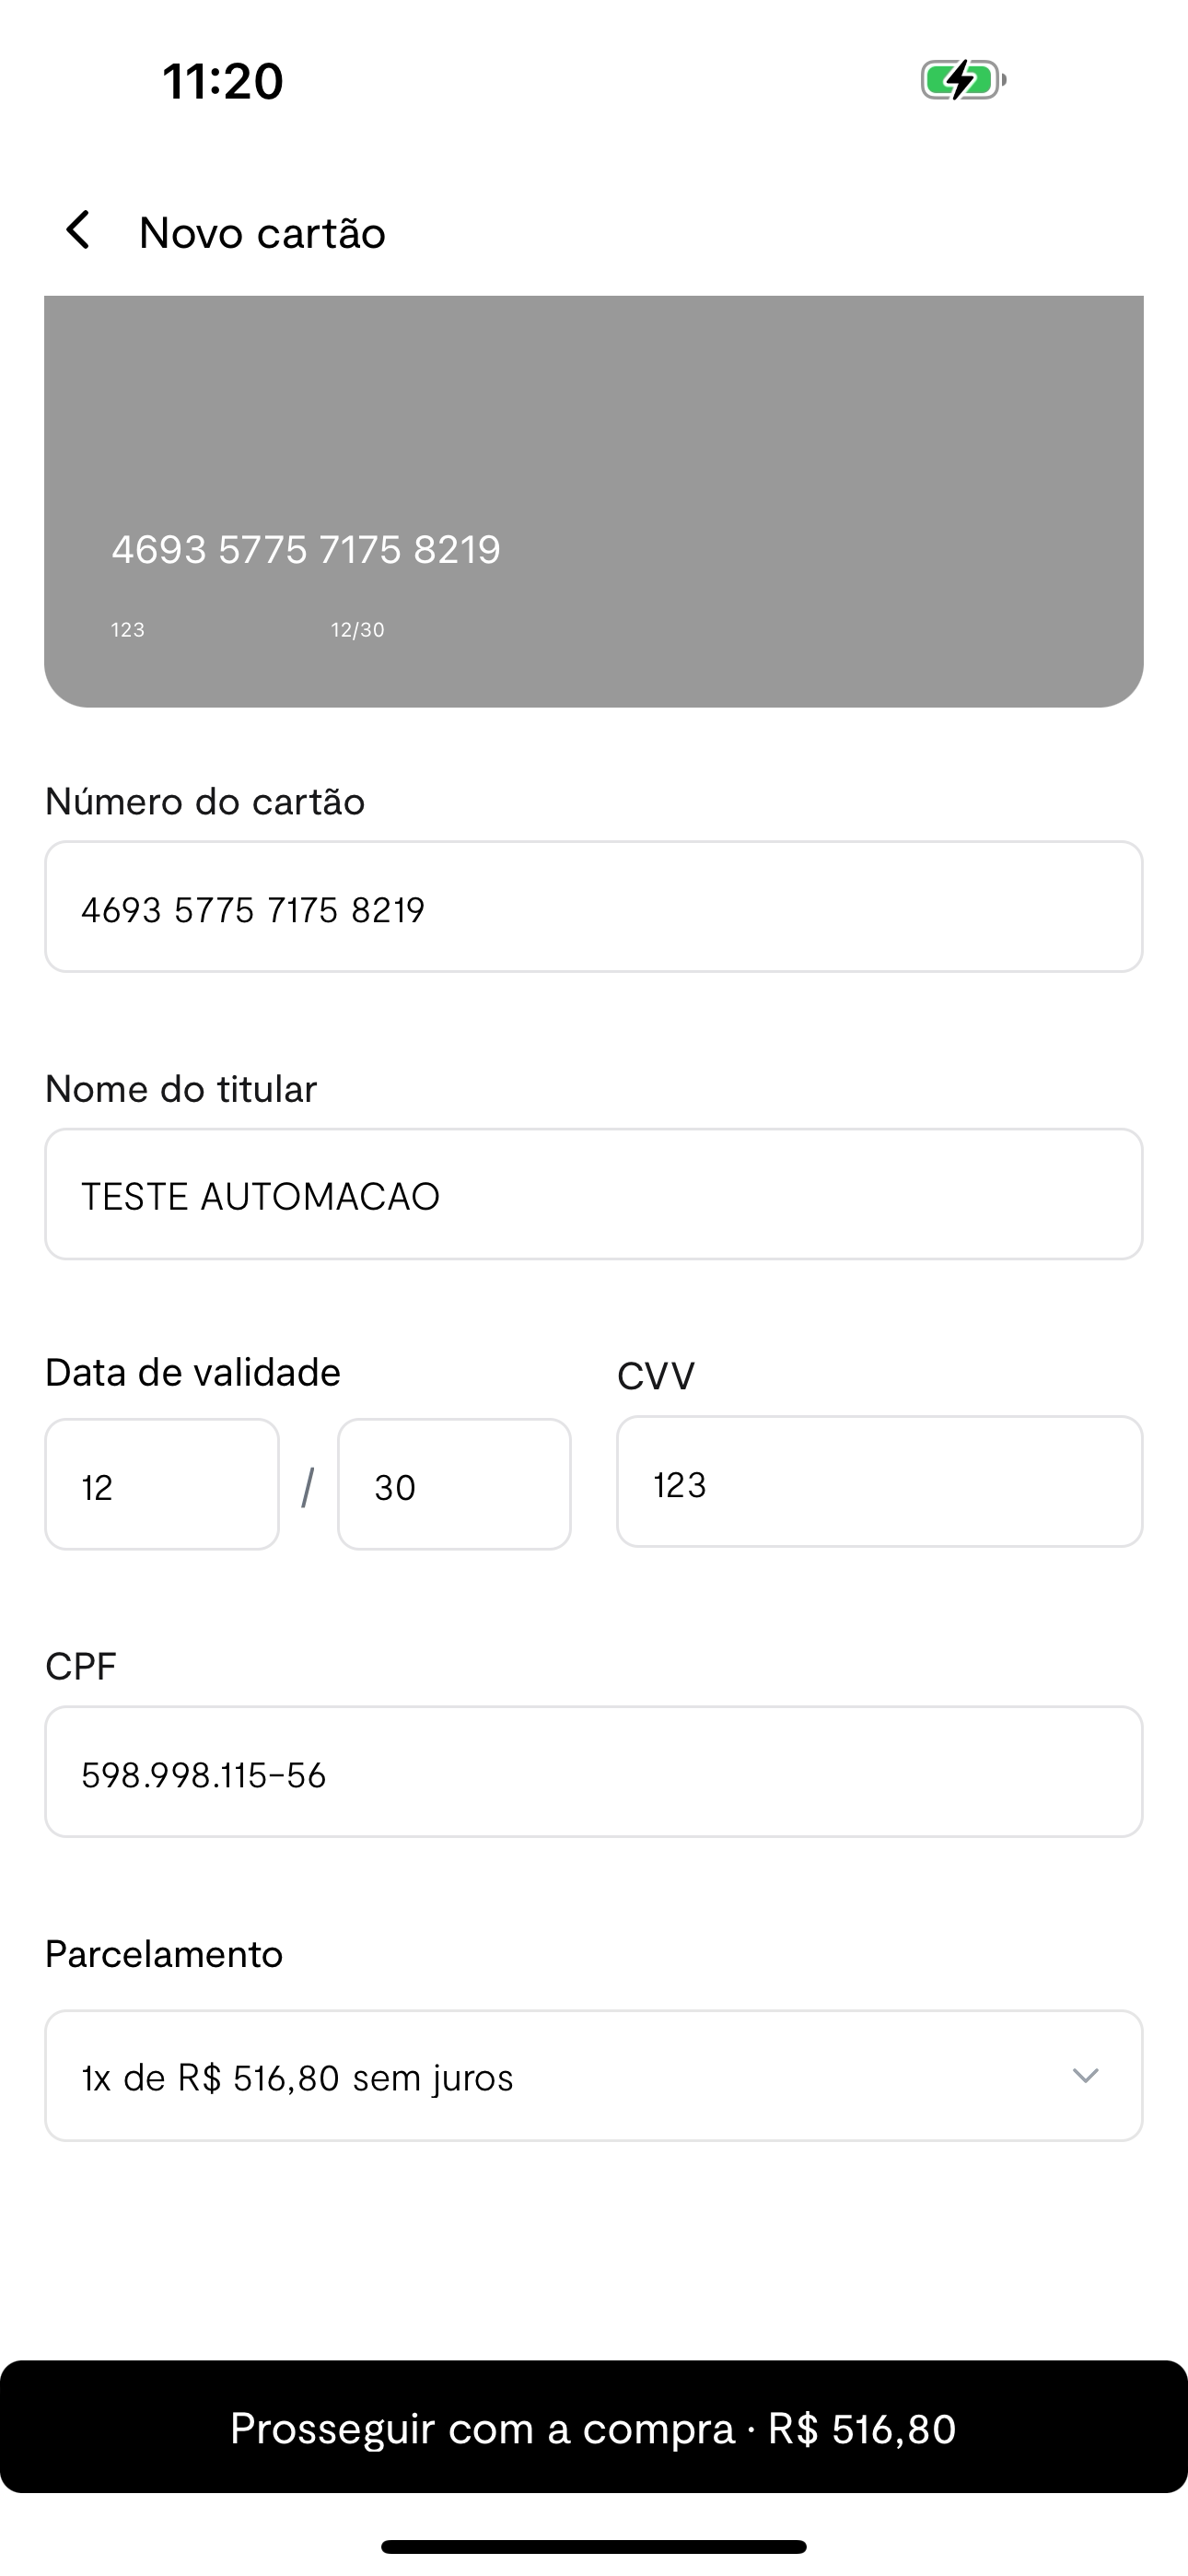 11:20
Novo cartão
4693 5775 7175 8219
123 12/30
Número do cartão
4693 5775 7175 8219
Nome do titular
TESTE AUTOMACAO
Data de validade CVV
12 / 30 123
CPF
598.998.115-56
Parcelamento
1x de R$ 516,80 sem juros
Prosseguir com a compra · R$ 516,80